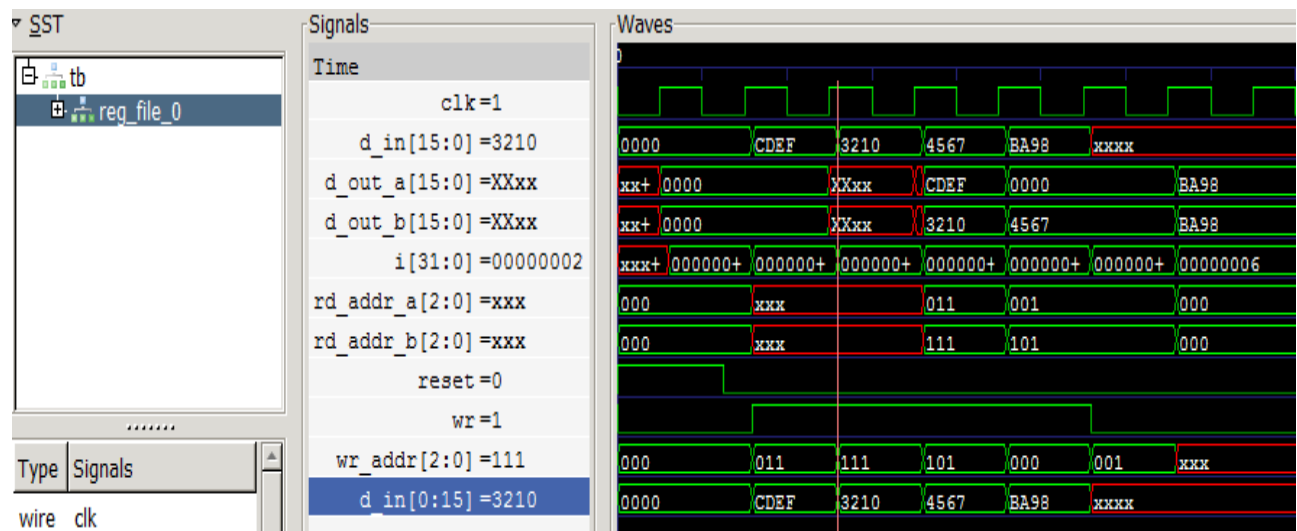 SST
tb
reg_file_0
Type Signals
wire clk
Signals
Time
clk=1
d_in[15:0] =3210
d_out_a[15:0] =XXxx
d_out_b[15:0] =XXxx
i[31:0] =00000002
rd_addr_a[2:0] =xxx
rd_addr_b[2:0] =xxx
reset=0
wr=1
wr_addr[2:0] =111
d_in[0:15] =3210
Waves
0
0000 CDEF 3210 4567 BA98 xxxx
xx+ 0000 XXxx CDEF 0000 BA98
xx+ 0000 XXxx 3210 4567 BA98
xxx+ 000000+ 000000+ 000000+ 000000+ 000000+ 000000+ 00000006
000 xxx 011 001 000
000 xxx 111 101 000
000 011 111 101 000 001 xxx
0000 CDEF 3210 4567 BA98 xxxx